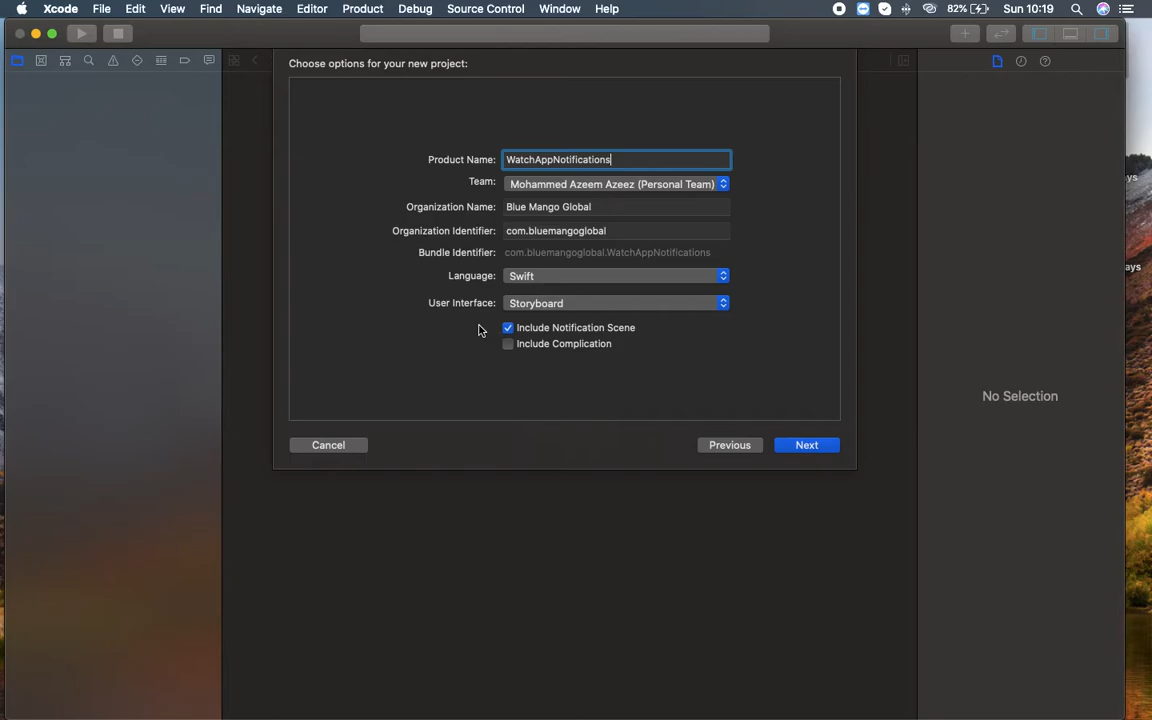 Xcode File Edit View Find Navigate Editor Product Debug Source Control Window Help 82% Sun 10:19
Choose options for your new project:
Product Name: WatchAppNotifications
Team: Mohammed Azeem Azeez (Personal Team)
Organization Name: Blue Mango Global
Organization Identifier: com.bluemangoglobal
Bundle Identifier: com.bluemangoglobal.WatchAppNotifications
Language: Swift
User Interface: Storyboard
Include Notification Scene
Include Complication
No Selection
Cancel Previous Next
ys
ays